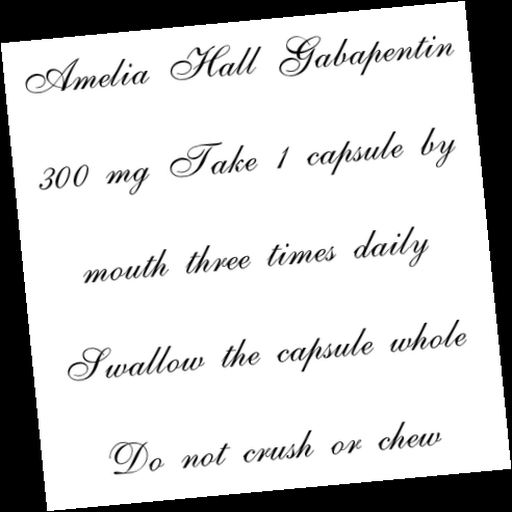 Amelia Hall Gabapentin
300 mg Take 1 capsule by
mouth three times daily
Swallow the capsule whole
Do not crush or chew